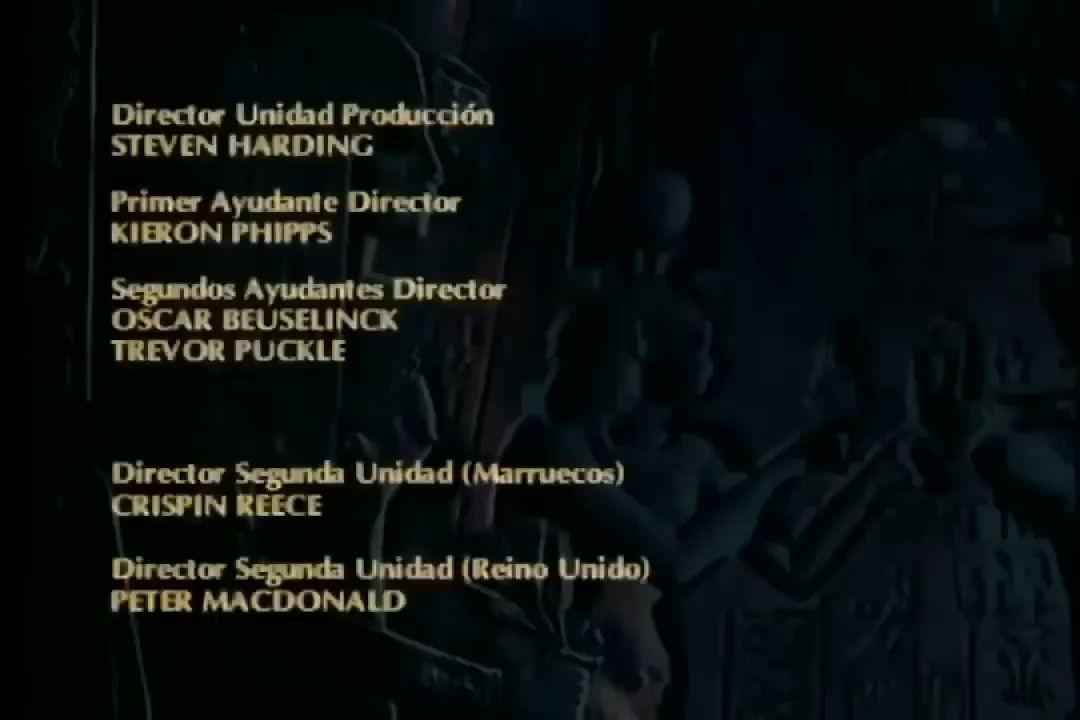 Director Unidad Producción
STEVEN HARDING
Primer Ayudante Director
KIERON PHIPPS
Segundos Ayudantes Director
OSCAR BEUSELINCK
TREVOR PUCKLE
Director Segunda Unidad (Marruecos)
CRISPIN REECE
Director Segunda Unidad (Reino Unido)
PETER MACDONALD